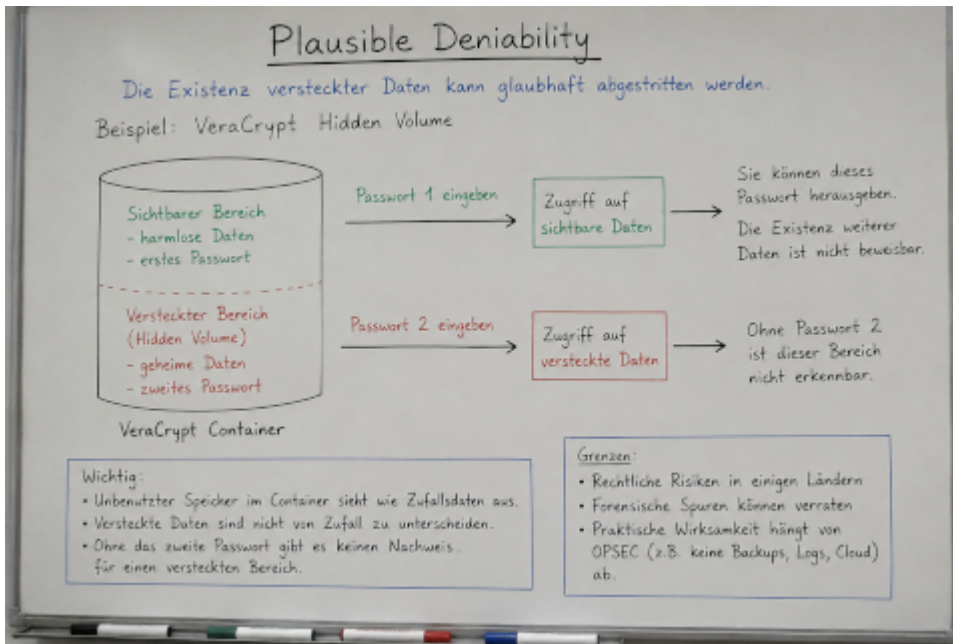 Plausible Deniability
Die Existenz versteckter Daten kann glaubhaft abgestritten werden.
Beispiel: VeraCrypt Hidden Volume
Sichtbarer Bereich
- harmlose Daten
- erstes Passwort
Passwort 1 eingeben
Zugriff auf
sichtbare Daten
Sie können dieses
Passwort herausgeben.
Die Existenz weiterer
Daten ist nicht beweisbar.
Versteckter Bereich
(Hidden Volume)
- geheime Daten
- zweites Passwort
Passwort 2 eingeben
Zugriff auf
versteckte Daten
Ohne Passwort 2
ist dieser Bereich
nicht erkennbar.
VeraCrypt Container
Wichtig:
• Unbenutzter Speicher im Container sieht wie Zufallsdaten aus.
• Versteckte Daten sind nicht von Zufall zu unterscheiden.
• Ohne das zweite Passwort gibt es keinen Nachweis
für einen versteckten Bereich.
Grenzen:
• Rechtliche Risiken in einigen Ländern
• Forensische Spuren können verraten
• Praktische Wirksamkeit hängt von
OPSEC (z.B. keine Backups, Logs, Cloud)
ab.